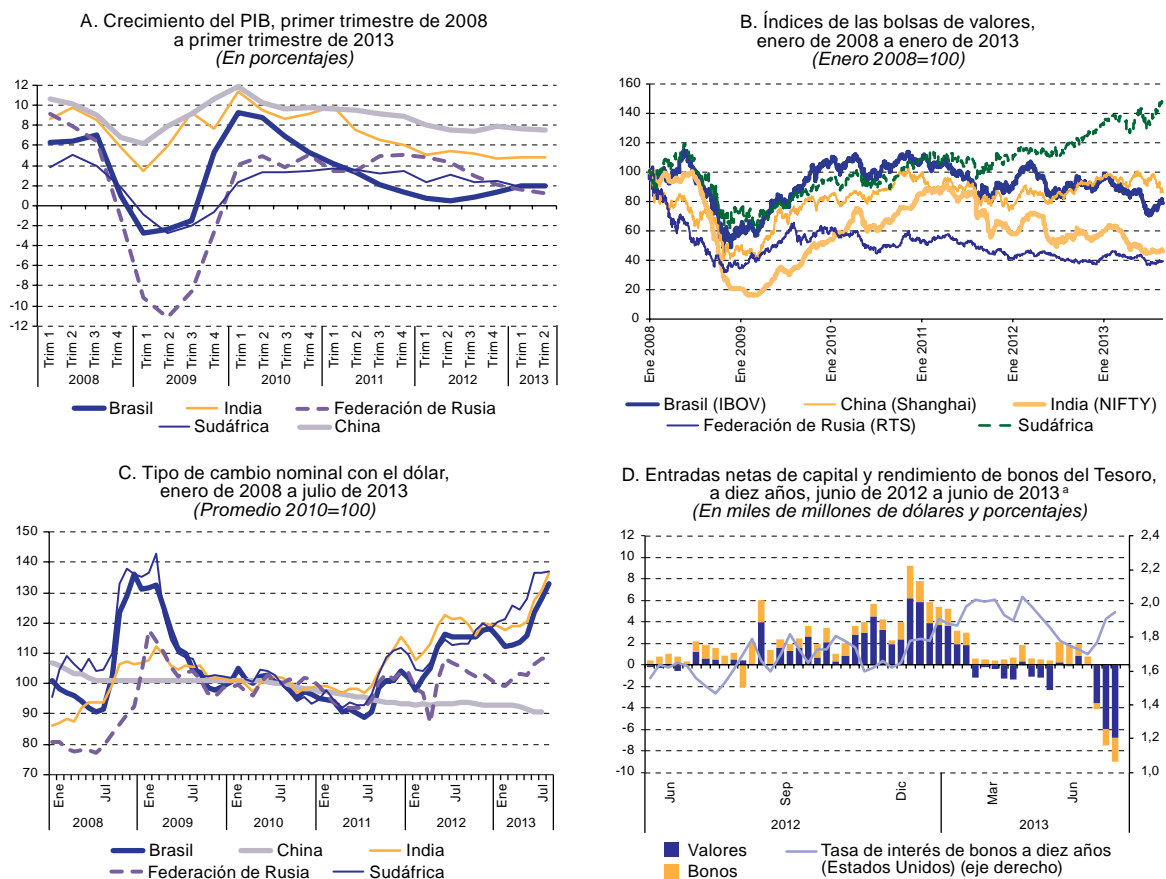 A. Crecimiento del PIB, primer trimestre de 2008
a primer trimestre de 2013
(En porcentajes)
12
10
8
6
4
2
0
-2
-4
-6
-8
-10
-12
Trim 1
Trim 2
Trim 3
Trim 4
Trim 1
Trim 2
Trim 3
Trim 4
Trim 1
Trim 2
Trim 3
Trim 4
Trim 1
Trim 2
Trim 3
Trim 4
Trim 1
Trim 2
Trim 3
Trim 4
Trim 1
Trim 2
2008 2009 2010 2011 2012 2013
Brasil India Federación de Rusia
Sudáfrica China
B. Índices de las bolsas de valores,
enero de 2008 a enero de 2013
(Enero 2008=100)
160
140
120
100
80
60
40
20
0
Ene 2008
Ene 2009
Ene 2010
Ene 2011
Ene 2012
Ene 2013
Brasil (IBOV) China (Shanghai) India (NIFTY)
Federación de Rusia (RTS) Sudáfrica
C. Tipo de cambio nominal con el dólar,
enero de 2008 a julio de 2013
(Promedio 2010=100)
150
140
130
120
110
100
90
80
70
Ene
Jul
Ene
Jul
Ene
Jul
Ene
Jul
Ene
Jul
Ene
Jul
2008 2009 2010 2011 2012 2013
Brasil China India
Federación de Rusia Sudáfrica
D. Entradas netas de capital y rendimiento de bonos del Tesoro,
a diez años, junio de 2012 a junio de 2013 a
(En miles de millones de dólares y porcentajes)
12
10
8
6
4
2
0
-2
-4
-6
-8
-10
2,4
2,2
2,0
1,8
1,6
1,4
1,2
1,0
Jun
Sep
Dic
Mar
Jun
2012 2013
Valores Tasa de interés de bonos a diez años
Bonos (Estados Unidos) (eje derecho)